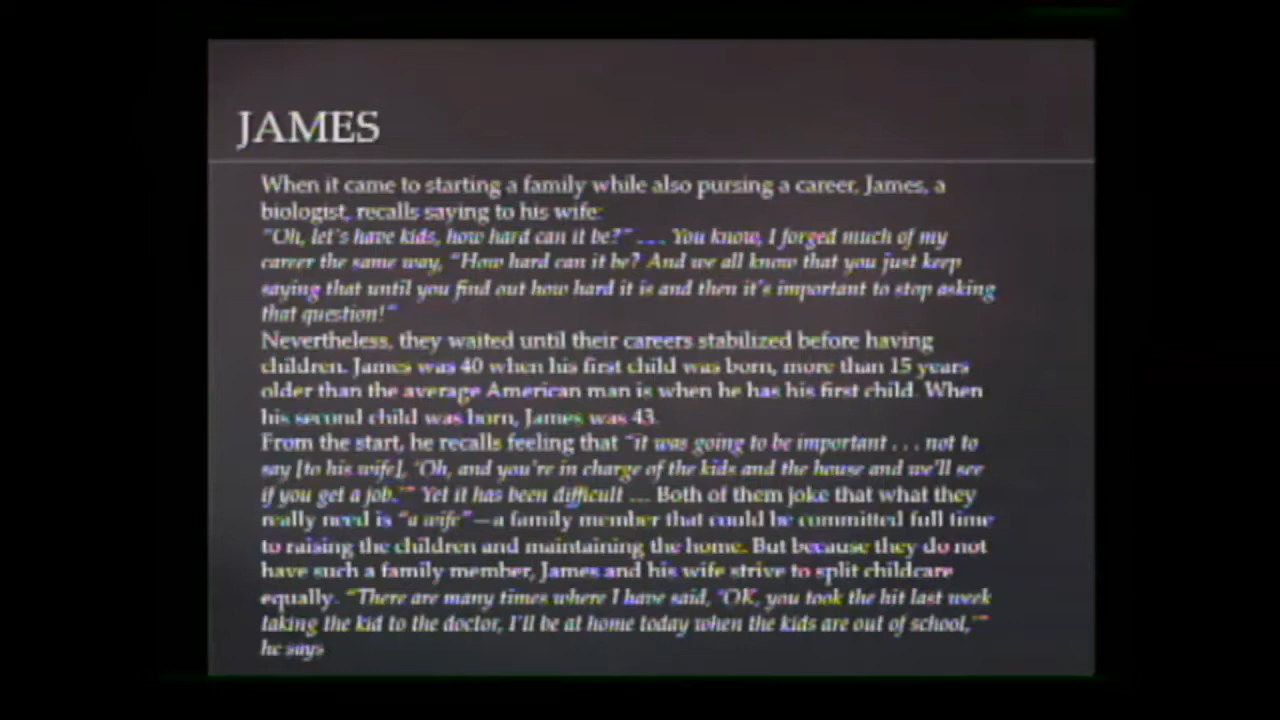 JAMES
When it came to starting a family while also pursing a career, James, a
biologist, recalls saying to his wife:
"Oh, let's have kids, how hard can it be?" … You know, I forged much of my
career the same way, "How hard can it be? And we all know that you just keep
saying that until you find out how hard it is and then it's important to stop asking
that question!"
Nevertheless, they waited until their careers stabilized before having
children. James was 40 when his first child was born, more than 15 years
older than the average American man is when he has his first child. When
his second child was born, James was 43.
From the start, he recalls feeling that "it was going to be important . . . not to
say [to his wife], 'Oh, and you're in charge of the kids and the house and we'll see
if you get a job.'" Yet it has been difficult … Both of them joke that what they
really need is "a wife"—a family member that could be committed full time
to raising the children and maintaining the home. But because they do not
have such a family member, James and his wife strive to split childcare
equally. "There are many times where I have said, 'OK, you took the hit last week
taking the kid to the doctor, I'll be at home today when the kids are out of school,'"
he says